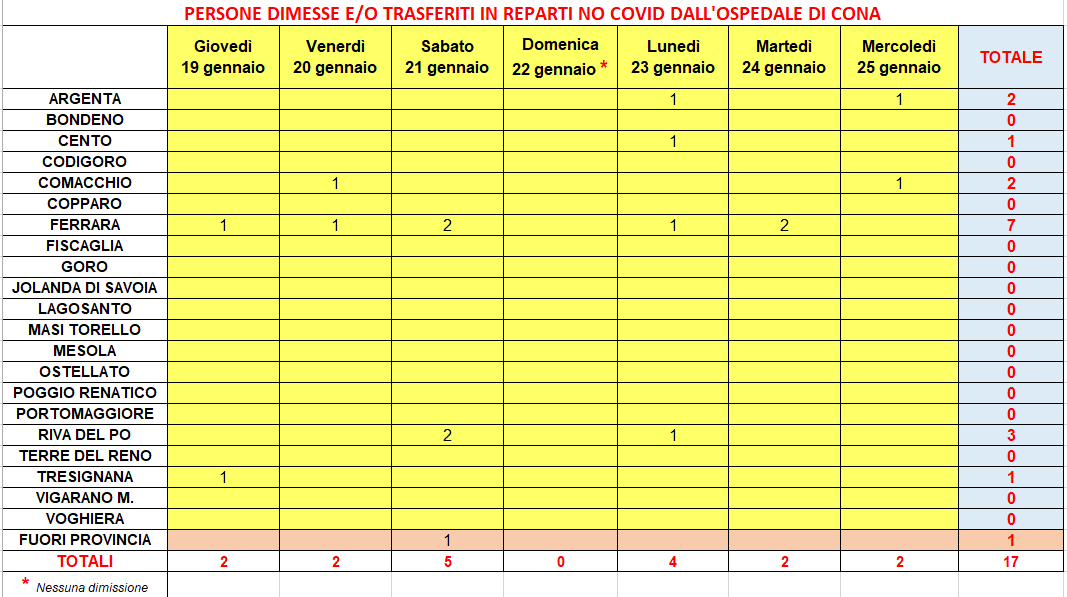 PERSONE DIMESSE E/O TRASFERITI IN REPARTI NO COVID DALL'OSPEDALE DI CONA
Giovedì 19 gennaio Venerdì 20 gennaio Sabato 21 gennaio Domenica 22 gennaio * Lunedì 23 gennaio Martedì 24 gennaio Mercoledì 25 gennaio TOTALE
ARGENTA 1 1 2
BONDENO 0
CENTO 1 1
CODIGORO 0
COMACCHIO 1 1 2
COPPARO 0
FERRARA 1 1 2 1 2 7
FISCAGLIA 0
GORO 0
JOLANDA DI SAVOIA 0
LAGOSANTO 0
MASI TORELLO 0
MESOLA 0
OSTELLATO 0
POGGIO RENATICO 0
PORTOMAGGIORE 0
RIVA DEL PO 2 1 3
TERRE DEL RENO 0
TRESIGNANA 1 1
VIGARANO M. 0
VOGHIERA 0
FUORI PROVINCIA 1 1
TOTALI 2 2 5 0 4 2 2 17
* Nessuna dimissione